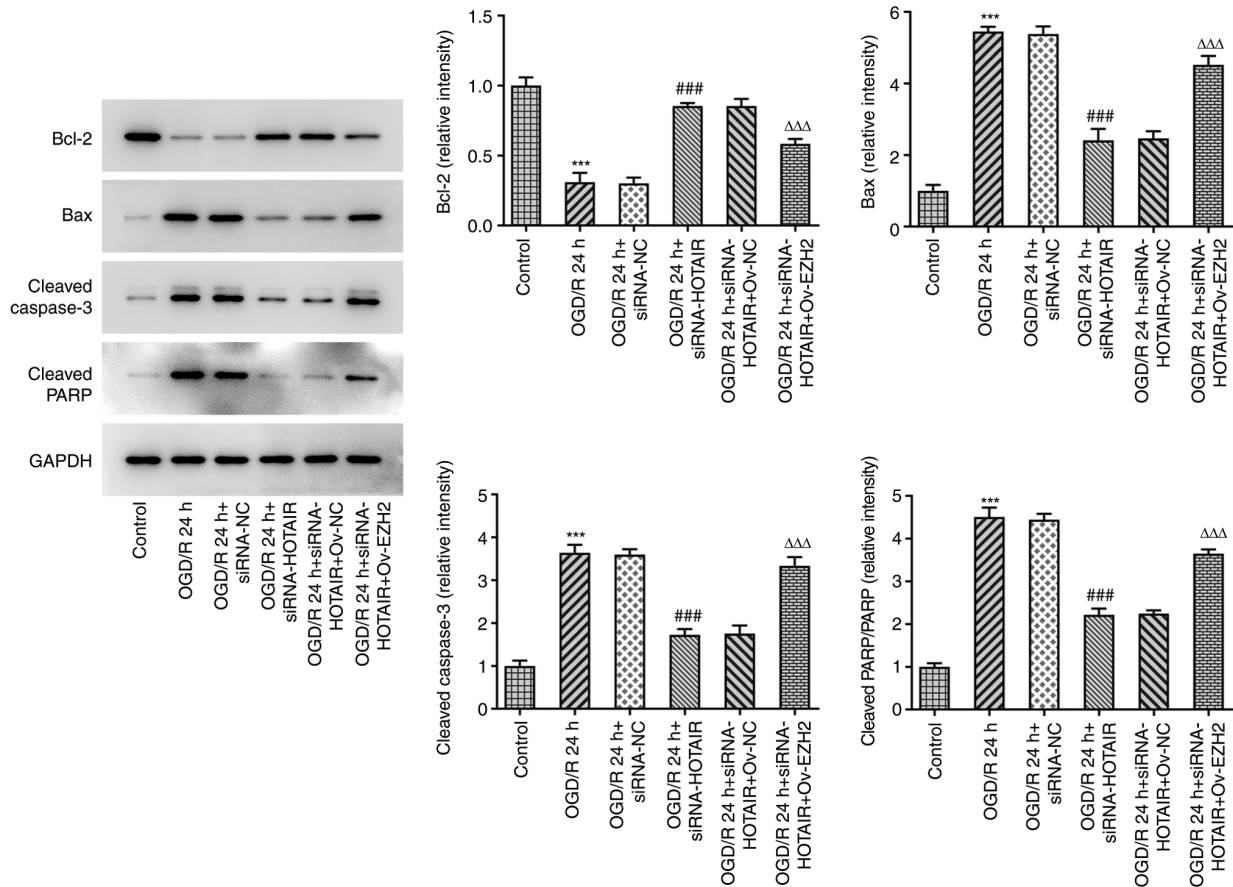 Bcl-2
Bax
Cleaved
caspase-3
Cleaved
PARP
GAPDH
Control
OGD/R 24 h
OGD/R 24 h+
siRNA-NC
OGD/R 24 h+
siRNA-HOTAIR
OGD/R 24 h+siRNA-
HOTAIR+Ov-NC
OGD/R 24 h+siRNA-
HOTAIR+Ov-EZH2
Bcl-2 (relative intensity)
1.5
1.0
0.5
0.0
***
###
ΔΔΔ
Control
OGD/R 24 h
OGD/R 24 h+
siRNA-NC
OGD/R 24 h+
siRNA-HOTAIR
OGD/R 24 h+siRNA-
HOTAIR+Ov-NC
OGD/R 24 h+siRNA-
HOTAIR+Ov-EZH2
Bax (relative intensity)
6
4
2
0
***
###
ΔΔΔ
Control
OGD/R 24 h
OGD/R 24 h+
siRNA-NC
OGD/R 24 h+
siRNA-HOTAIR
OGD/R 24 h+siRNA-
HOTAIR+Ov-NC
OGD/R 24 h+siRNA-
HOTAIR+Ov-EZH2
Cleaved caspase-3 (relative intensity)
5
4
3
2
1
0
***
###
ΔΔΔ
Control
OGD/R 24 h
OGD/R 24 h+
siRNA-NC
OGD/R 24 h+
siRNA-HOTAIR
OGD/R 24 h+siRNA-
HOTAIR+Ov-NC
OGD/R 24 h+siRNA-
HOTAIR+Ov-EZH2
Cleaved PARP/PARP (relative intensity)
5
4
3
2
1
0
***
###
ΔΔΔ
Control
OGD/R 24 h
OGD/R 24 h+
siRNA-NC
OGD/R 24 h+
siRNA-HOTAIR
OGD/R 24 h+siRNA-
HOTAIR+Ov-NC
OGD/R 24 h+siRNA-
HOTAIR+Ov-EZH2